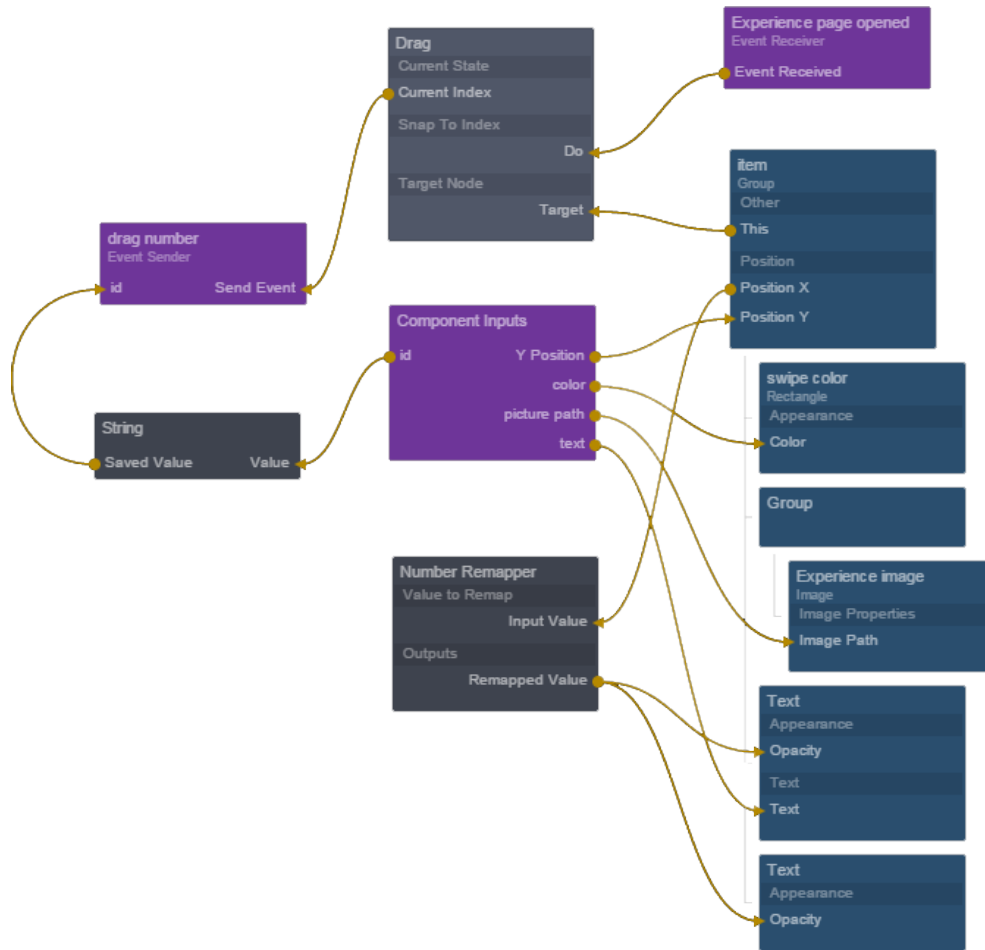 Drag
Current State
Current Index
Snap To Index
Do
Target Node
Target
Experience page opened
Event Receiver
Event Received
item
Group
Other
This
Position
Position X
Position Y
drag number
Event Sender
id Send Event
Component Inputs
id Y Position
color
picture path
text
String
Saved Value Value
swipe color
Rectangle
Appearance
Color
Group
Number Remapper
Value to Remap
Input Value
Outputs
Remapped Value
Experience image
Image
Image Properties
Image Path
Text
Appearance
Opacity
Text
Text
Text
Appearance
Opacity